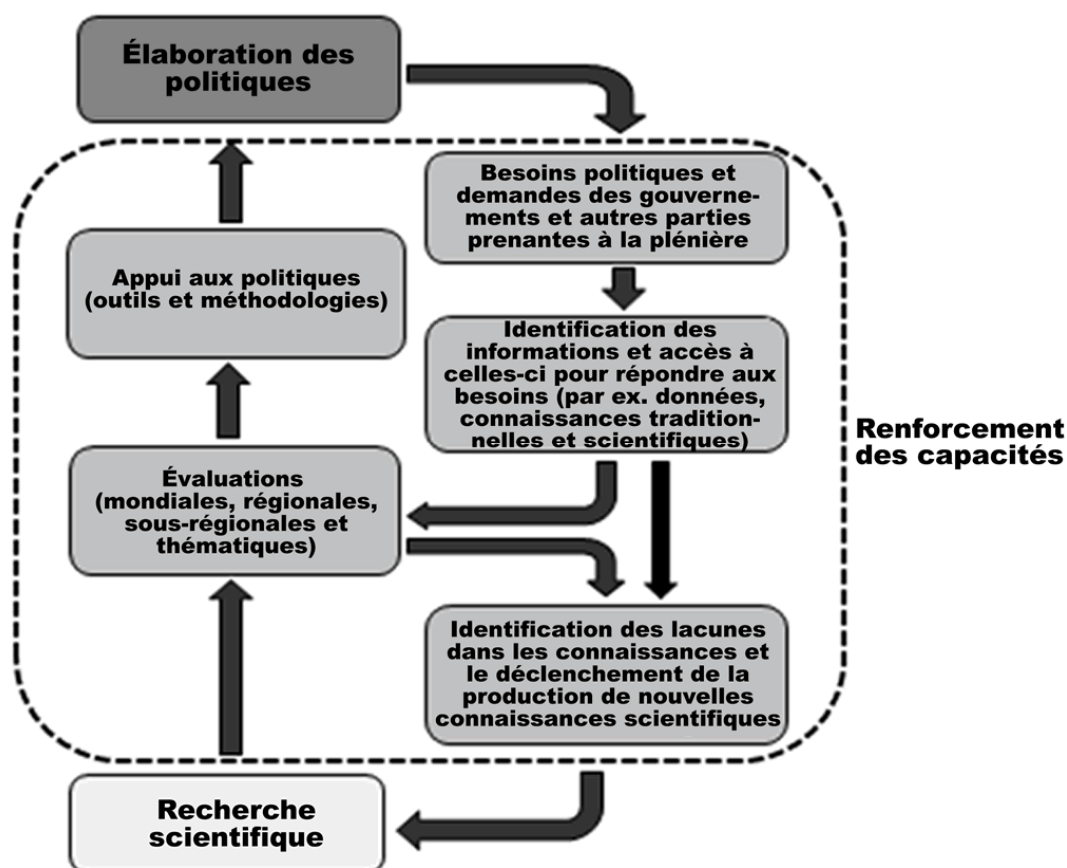 Élaboration des
politiques
Besoins politiques et
demandes des gouverne-
ments et autres parties
prenantes à la plénière
Appui aux politiques
(outils et méthodologies)
Identification des
informations et accès à
celles-ci pour répondre aux
besoins (par ex. données,
connaissances tradition-
nelles et scientifiques)
Renforcement
des capacités
Évaluations
(mondiales, régionales,
sous-régionales et
thématiques)
Identification des lacunes
dans les connaissances et
le déclenchement de la
production de nouvelles
connaissances scientifiques
Recherche
scientifique